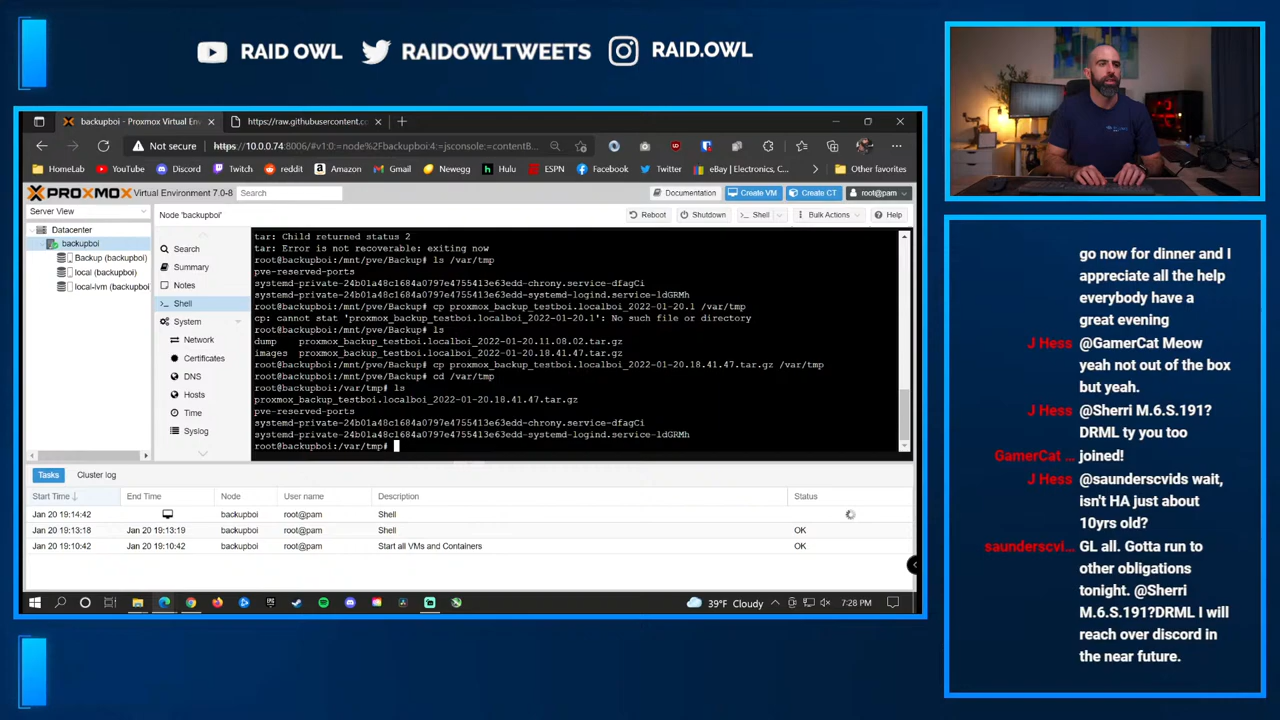 RAID OWL
RAIDOWLTWEETS
RAID.OWL
backupboi - Proxmox Virtual En
https://raw.githubusercontent.c
Not secure
https://10.0.0.74:8006/#v1:0:=node%2Fbackupboi:4:=jsconsole=contentB...
HomeLab
YouTube
Discord
Twitch
reddit
Amazon
Gmail
Newegg
Hulu
ESPN
Facebook
Twitter
eBay | Electronics, C...
Other favorites
PROXMOX Virtual Environment 7.0-8
Search
Documentation
Create VM
Create CT
root@pam
Server View
Node 'backupboi'
Reboot
Shutdown
Shell
Bulk Actions
Help
Datacenter
backupboi
Backup (backupboi)
local (backupboi)
local-lvm (backupboi
Search
Summary
Notes
Shell
System
Network
Certificates
DNS
Hosts
Time
Syslog
tar: Child returned status 2
tar: Error is not recoverable: exiting now
root@backupboi:/mnt/pve/Backup# ls /var/tmp
pve-reserved-ports
systemd-private-24b01a48c1684a0797e4755413e63edd-chrony.service-dfagCi
systemd-private-24b01a48c1684a0797e4755413e63edd-systemd-logind.service-ldGRMh
root@backupboi:/mnt/pve/Backup# cp proxmox_backup_testboi.localboi_2022-01-20.1 /var/tmp
cp: cannot stat 'proxmox_backup_testboi.localboi_2022-01-20.1': No such file or directory
root@backupboi:/mnt/pve/Backup# ls
dump proxmox_backup_testboi.localboi_2022-01-20.11.08.02.tar.gz
images proxmox_backup_testboi.localboi_2022-01-20.18.41.47.tar.gz
root@backupboi:/mnt/pve/Backup# cp proxmox_backup_testboi.localboi_2022-01-20.18.41.47.tar.gz /var/tmp
root@backupboi:/mnt/pve/Backup# cd /var/tmp
root@backupboi:/var/tmp# ls
proxmox_backup_testboi.localboi_2022-01-20.18.41.47.tar.gz
pve-reserved-ports
systemd-private-24b01a48c1684a0797e4755413e63edd-chrony.service-dfagCi
systemd-private-24b01a48c1684a0797e4755413e63edd-systemd-logind.service-ldGRMh
root@backupboi:/var/tmp#
Tasks
Cluster log
Start Time End Time Node User name Description Status
Jan 20 19:14:42 backupboi root@pam Shell
Jan 20 19:13:18 Jan 20 19:13:19 backupboi root@pam Shell OK
Jan 20 19:10:42 Jan 20 19:10:42 backupboi root@pam Start all VMs and Containers OK
39°F Cloudy
7:28 PM
go now for dinner and I
appreciate all the help
everybody have a
great evening
J Hess @GamerCat Meow
yeah not out of the box
but yeah.
J Hess @Sherri M.6.S.191?
DRML ty you too
GamerCat ... joined!
J Hess @saunderscvids wait,
isn't HA just about
10yrs old?
saunderscvi... GL all. Gotta run to
other obligations
tonight. @Sherri
M.6.S.191?DRML I will
reach over discord in
the near future.